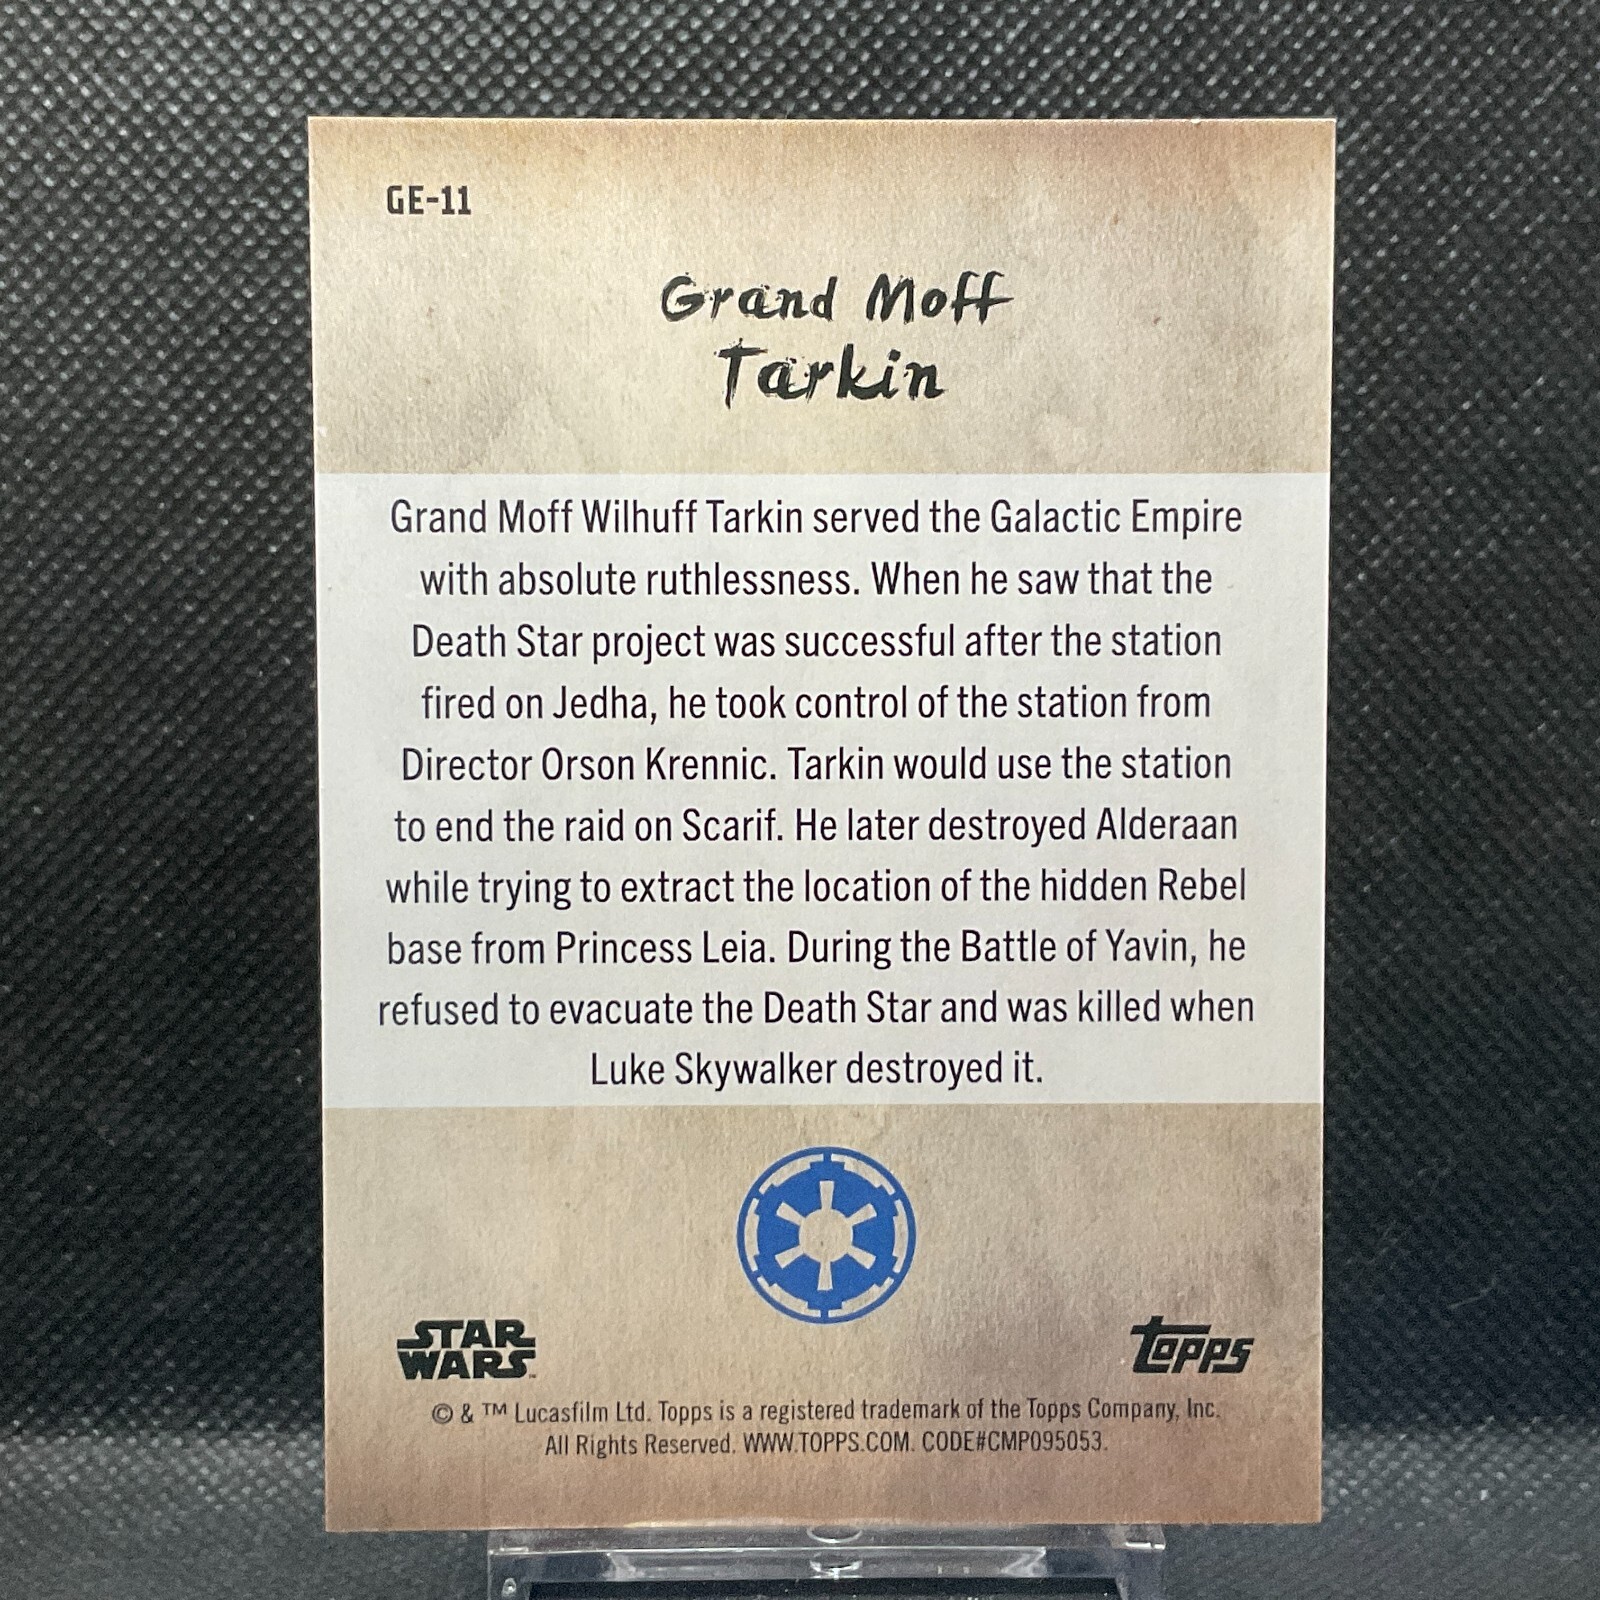 GE-11
Grand Moff
Tarkin
Grand Moff Wilhuff Tarkin served the Galactic Empire
with absolute ruthlessness. When he saw that the
Death Star project was successful after the station
fired on Jedha, he took control of the station from
Director Orson Krennic. Tarkin would use the station
to end the raid on Scarif. He later destroyed Alderaan
while trying to extract the location of the hidden Rebel
base from Princess Leia. During the Battle of Yavin, he
refused to evacuate the Death Star and was killed when
Luke Skywalker destroyed it.
STAR
WARS
Topps
© & ™ Lucasfilm Ltd. Topps is a registered trademark of the Topps Company, Inc.
All Rights Reserved. WWW.TOPPS.COM. CODE#CMP095053.